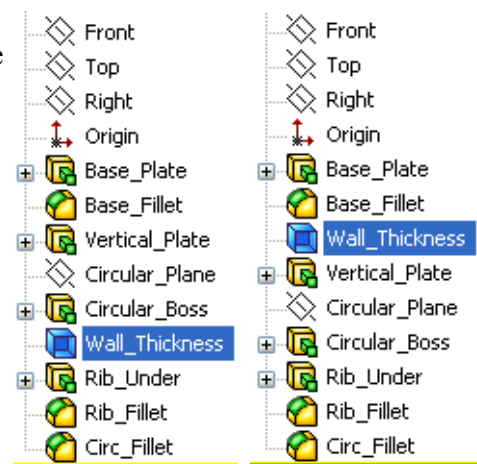 e
Front
Top
Right
Origin
Base_Plate
Base_Fillet
Vertical_Plate
Circular_Plane
Circular_Boss
Wall_Thickness
Rib_Under
Rib_Fillet
Circ_Fillet
Front
Top
Right
Origin
Base_Plate
Base_Fillet
Wall_Thickness
Vertical_Plate
Circular_Plane
Circular_Boss
Rib_Under
Rib_Fillet
Circ_Fillet